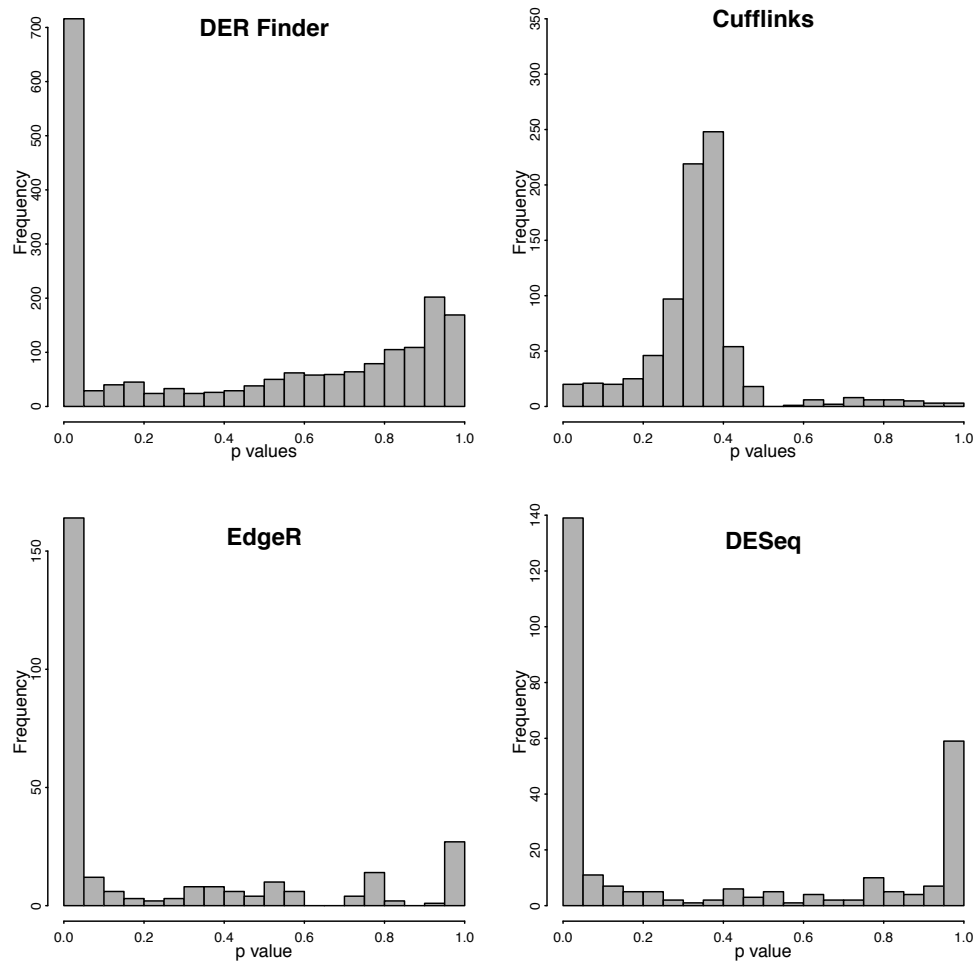 DER Finder
Frequency
0 100 200 300 400 500 600 700
0.0 0.2 0.4 0.6 0.8 1.0
p values
Cufflinks
Frequency
0 50 100 150 200 250 300 350
0.0 0.2 0.4 0.6 0.8 1.0
p values
EdgeR
Frequency
0 50 100 150
0.0 0.2 0.4 0.6 0.8 1.0
p value
DESeq
Frequency
0 20 40 60 80 100 120 140
0.0 0.2 0.4 0.6 0.8 1.0
p value